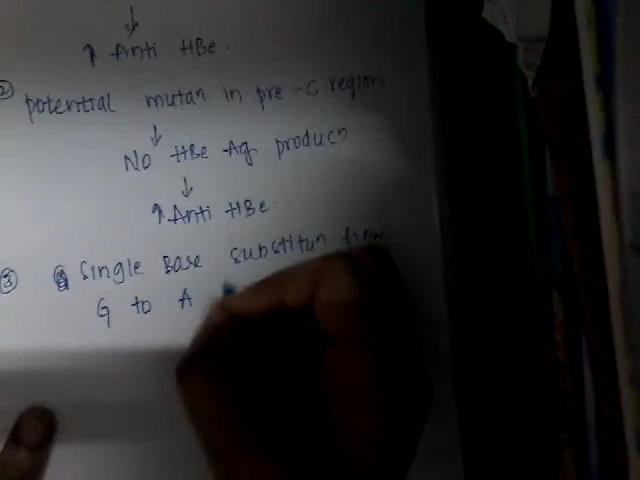 ↓
↑ Anti HBe.
② potential mutan in pre-C region
↓
No HBe Ag produc
↓
↑ Anti HBe
③ single Base substitun from
G to A